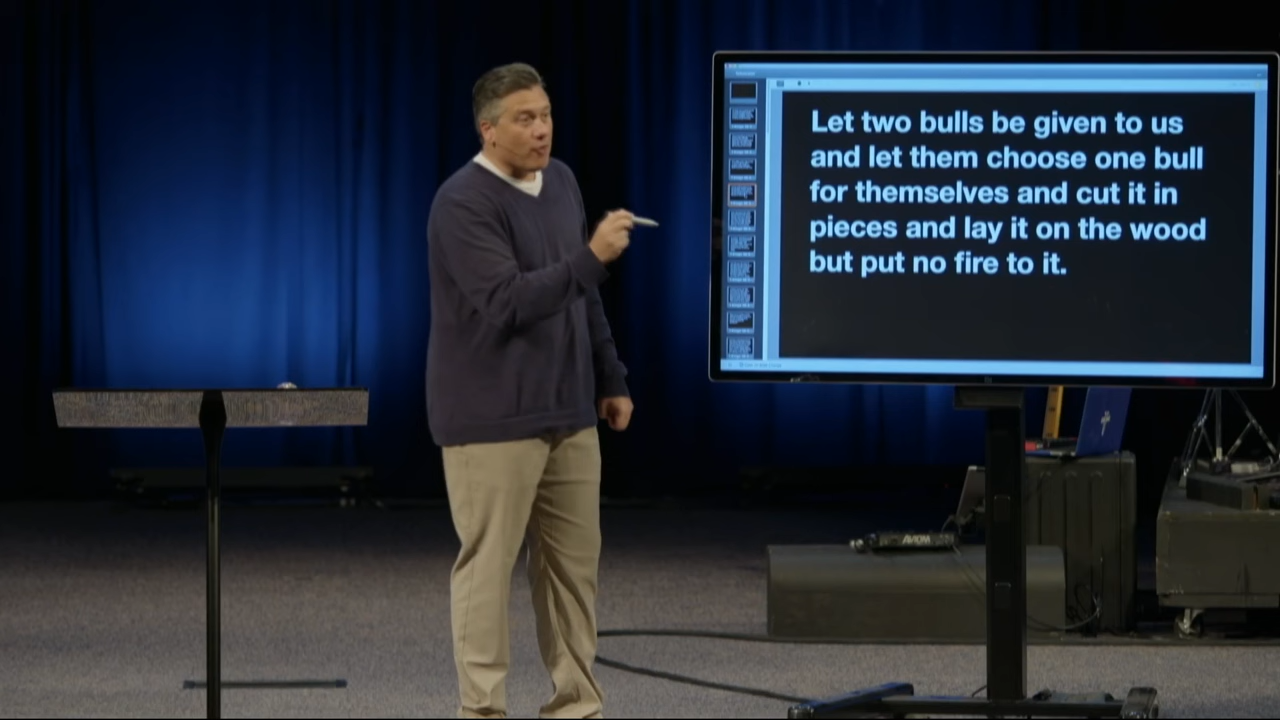 Let two bulls be given to us
and let them choose one bull
for themselves and cut it in
pieces and lay it on the wood
but put no fire to it.
AVIOM